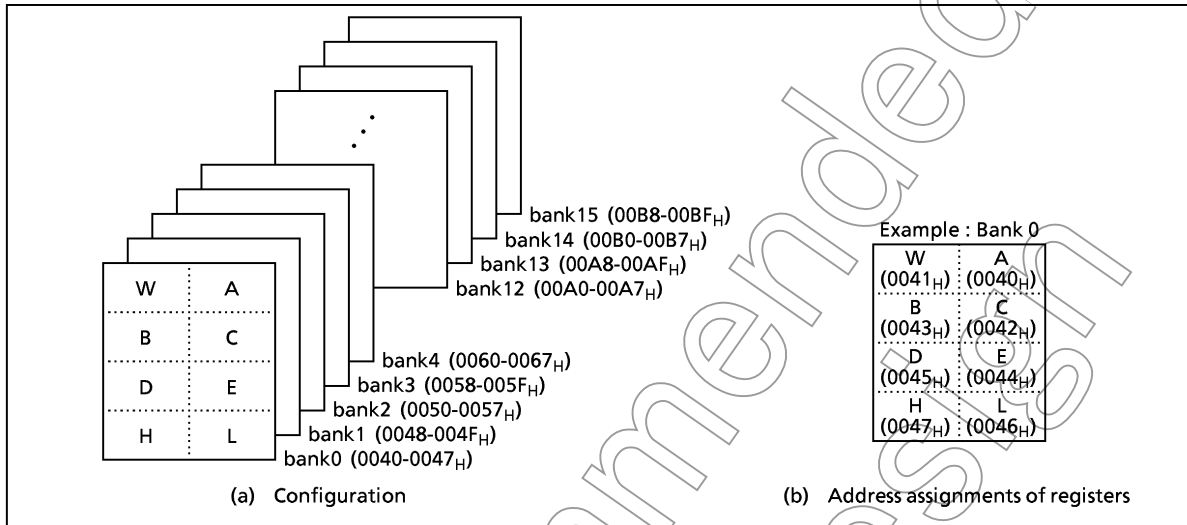 bank15 (00B8-00BFH)
bank14 (00B0-00B7H)
bank13 (00A8-00AFH)
bank12 (00A0-00A7H)
bank4 (0060-0067H)
bank3 (0058-005FH)
bank2 (0050-0057H)
bank1 (0048-004FH)
bank0 (0040-0047H)
W A
B C
D E
H L
(a) Configuration
Example : Bank 0
W A
(0041H) (0040H)
B C
(0043H) (0042H)
D E
(0045H) (0044H)
H L
(0047H) (0046H)
(b) Address assignments of registers